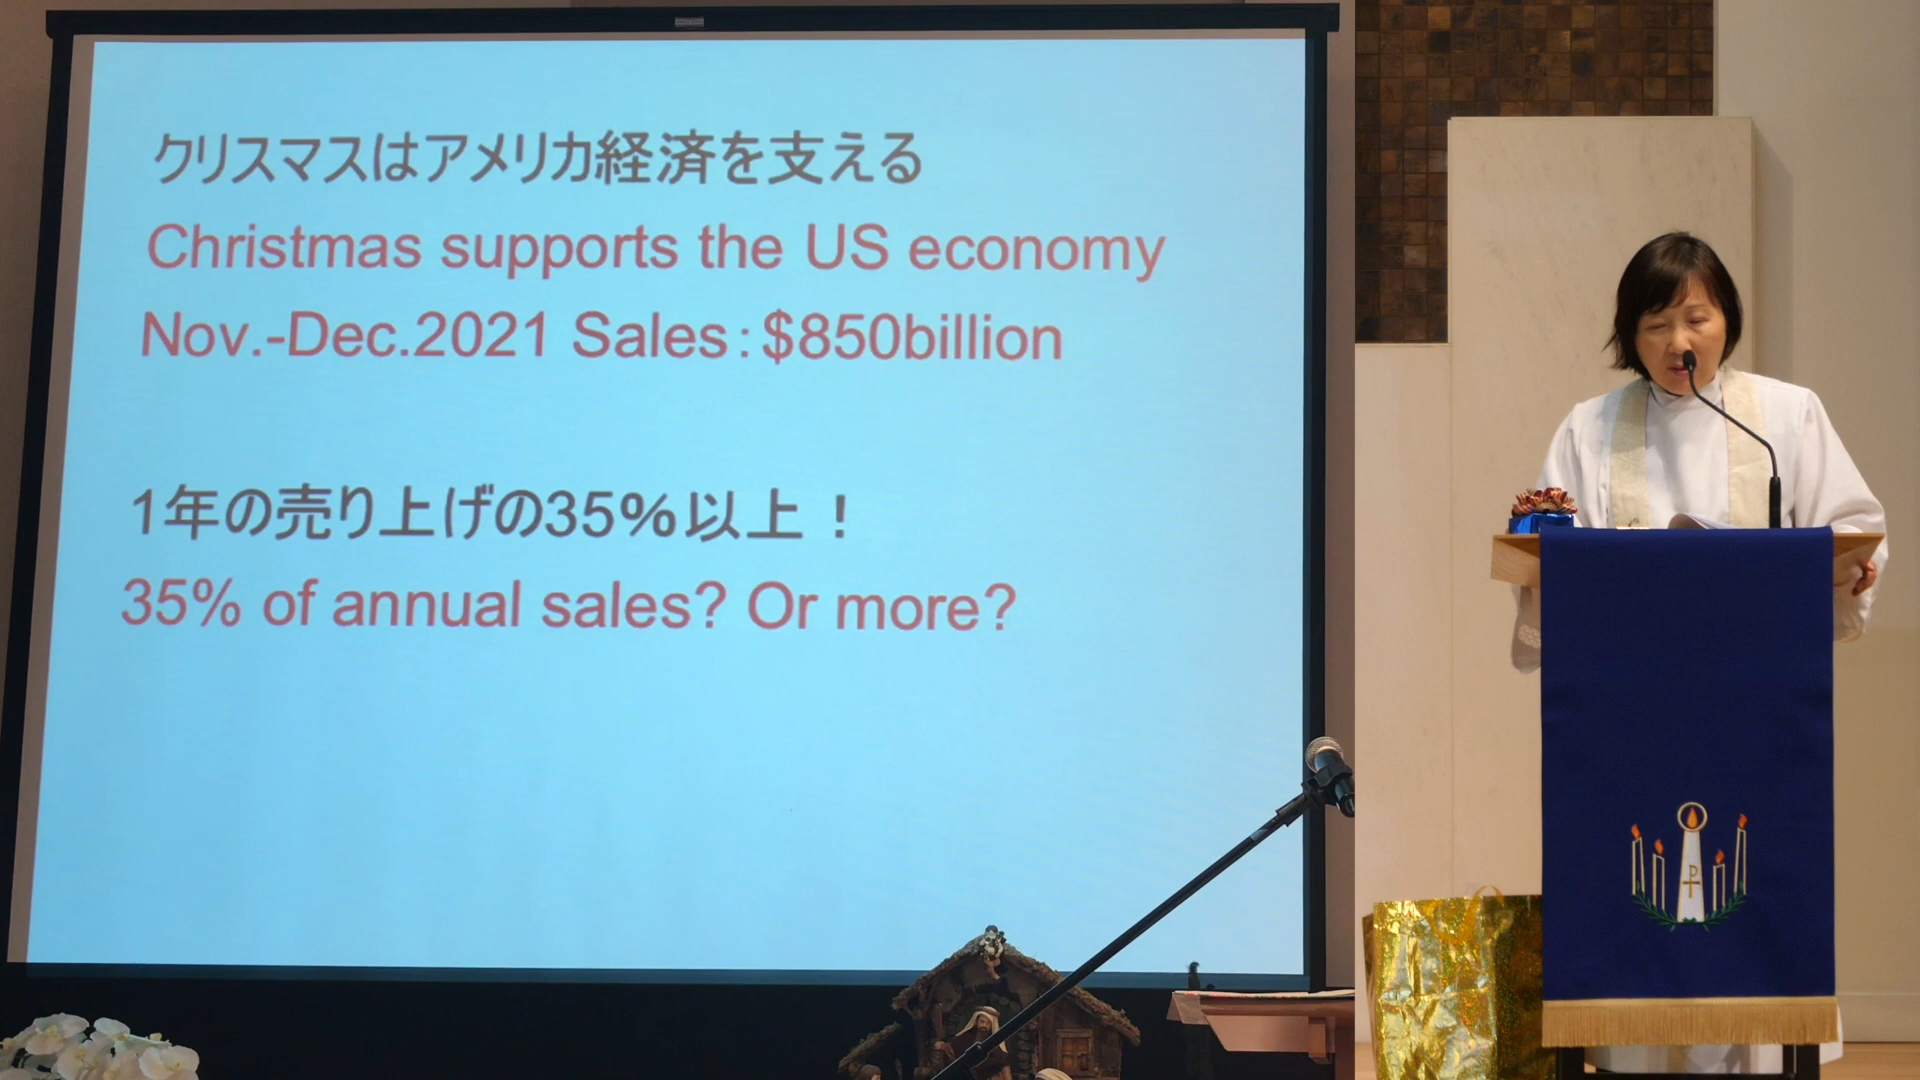 クリスマスはアメリカ経済を支える
Christmas supports the US economy
Nov.-Dec.2021 Sales：$850billion
1年の売り上げの35%以上！
35% of annual sales? Or more?